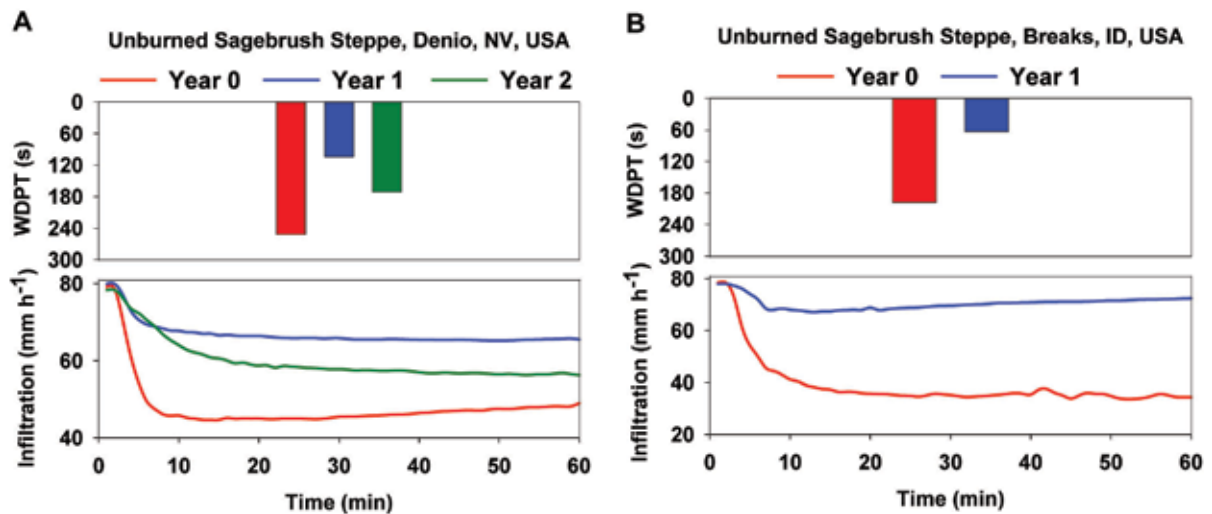 A
Unburned Sagebrush Steppe, Denio, NV, USA
Year 0 Year 1 Year 2
WDPT (s)
0
60
120
180
240
300
Infiltration (mm h⁻¹)
80
60
40
0 10 20 30 40 50 60
Time (min)
B
Unburned Sagebrush Steppe, Breaks, ID, USA
Year 0 Year 1
WDPT (s)
0
60
120
180
240
300
Infiltration (mm h⁻¹)
80
60
40
20
0 10 20 30 40 50 60
Time (min)